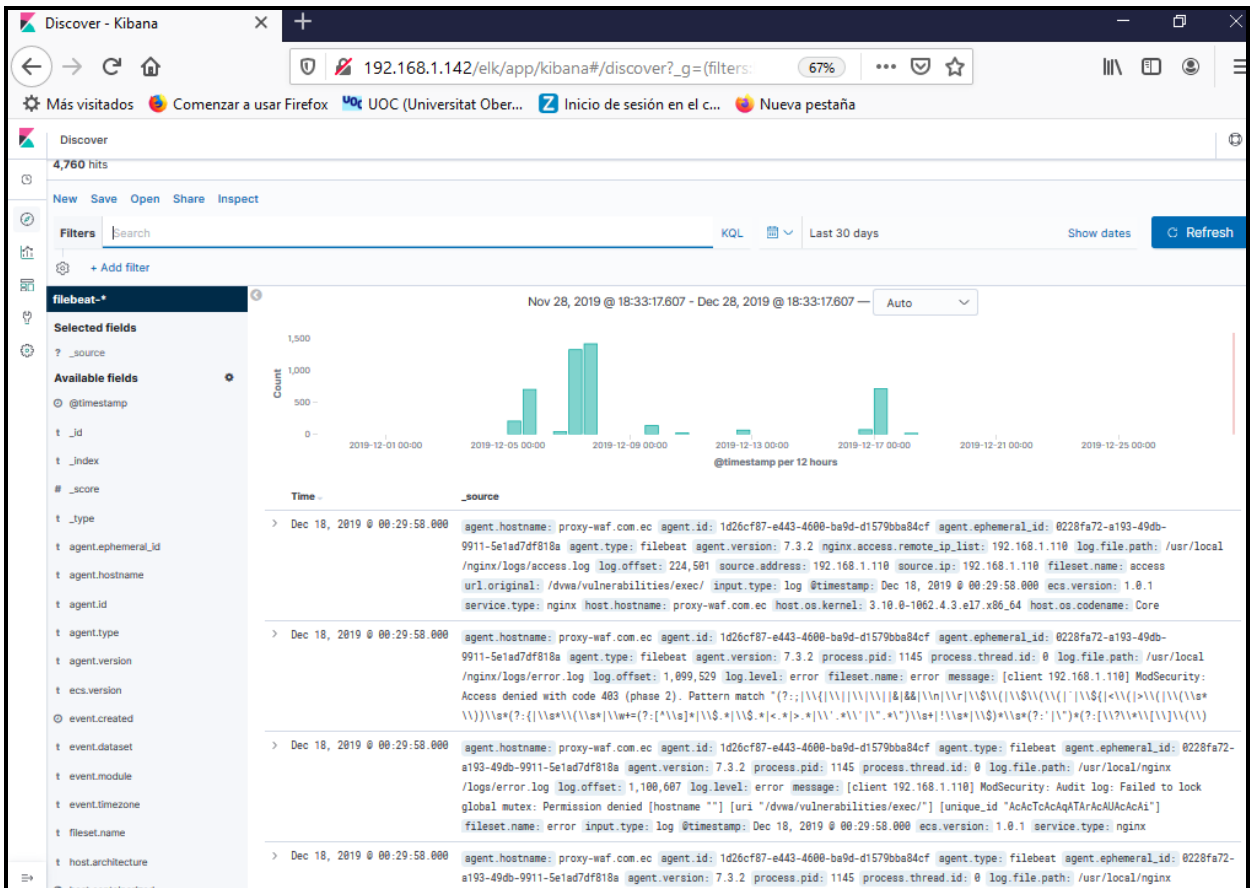 Discover - Kibana
192.168.1.142/elk/app/kibana#/discover?_g=(filters: 67%
Más visitados Comenzar a usar Firefox UOC (Universitat Ober... Inicio de sesión en el c... Nueva pestaña
Discover
4,760 hits
New Save Open Share Inspect
Filters Search KQL Last 30 days Show dates Refresh
+ Add filter
filebeat-*
Selected fields
? _source
Available fields
@timestamp
t _id
t _index
# _score
t _type
t agent.ephemeral_id
t agent.hostname
t agent.id
t agent.type
t agent.version
t ecs.version
event.created
t event.dataset
t event.module
t event.timezone
t fileset.name
t host.architecture
Nov 28, 2019 @ 18:33:17.607 - Dec 28, 2019 @ 18:33:17.607 — Auto
Count
1,500
1,000
500
0
2019-12-01 00:00 2019-12-05 00:00 2019-12-09 00:00 2019-12-13 00:00 2019-12-17 00:00 2019-12-21 00:00 2019-12-25 00:00
@timestamp per 12 hours
Time _source
Dec 18, 2019 @ 00:29:58.000 agent.hostname: proxy-waf.com.ec agent.id: 1d26cf87-e443-4600-ba9d-d1579bba84cf agent.ephemeral_id: 0228fa72-a193-49db-
9911-5e1ad7df818a agent.type: filebeat agent.version: 7.3.2 nginx.access.remote_ip_list: 192.168.1.110 log.file.path: /usr/local
/nginx/logs/access.log log.offset: 224,501 source.address: 192.168.1.110 source.ip: 192.168.1.110 fileset.name: access
url.original: /dvwa/vulnerabilities/exec/ input.type: log @timestamp: Dec 18, 2019 @ 00:29:58.000 ecs.version: 1.0.1
service.type: nginx host.hostname: proxy-waf.com.ec host.os.kernel: 3.10.0-1062.4.3.el7.x86_64 host.os.codename: Core
Dec 18, 2019 @ 00:29:58.000 agent.hostname: proxy-waf.com.ec agent.id: 1d26cf87-e443-4600-ba9d-d1579bba84cf agent.ephemeral_id: 0228fa72-a193-49db-
9911-5e1ad7df818a agent.type: filebeat agent.version: 7.3.2 process.pid: 1145 process.thread.id: 0 log.file.path: /usr/local
/nginx/logs/error.log log.offset: 1,099,529 log.level: error fileset.name: error message: [client 192.168.1.110] ModSecurity:
Access denied with code 403 (phase 2). Pattern match
Dec 18, 2019 @ 00:29:58.000 agent.hostname: proxy-waf.com.ec agent.id: 1d26cf87-e443-4600-ba9d-d1579bba84cf agent.type: filebeat agent.ephemeral_id: 0228fa72-
a193-49db-9911-5e1ad7df818a agent.version: 7.3.2 process.pid: 1145 process.thread.id: 0 log.file.path: /usr/local/nginx
/logs/error.log log.offset: 1,100,607 log.level: error message: [client 192.168.1.110] ModSecurity: Audit log: Failed to lock
global mutex: Permission denied [hostname ""] [uri "/dvwa/vulnerabilities/exec/"] [unique_id "AcAcTcAcAqATArAcAUAcAcAi"]
fileset.name: error input.type: log @timestamp: Dec 18, 2019 @ 00:29:58.000 ecs.version: 1.0.1 service.type: nginx
Dec 18, 2019 @ 00:29:58.000 agent.hostname: proxy-waf.com.ec agent.id: 1d26cf87-e443-4600-ba9d-d1579bba84cf agent.type: filebeat agent.ephemeral_id: 0228fa72-
a193-49db-9911-5e1ad7df818a agent.version: 7.3.2 process.pid: 1145 process.thread.id: 0 log.file.path: /usr/local/nginx